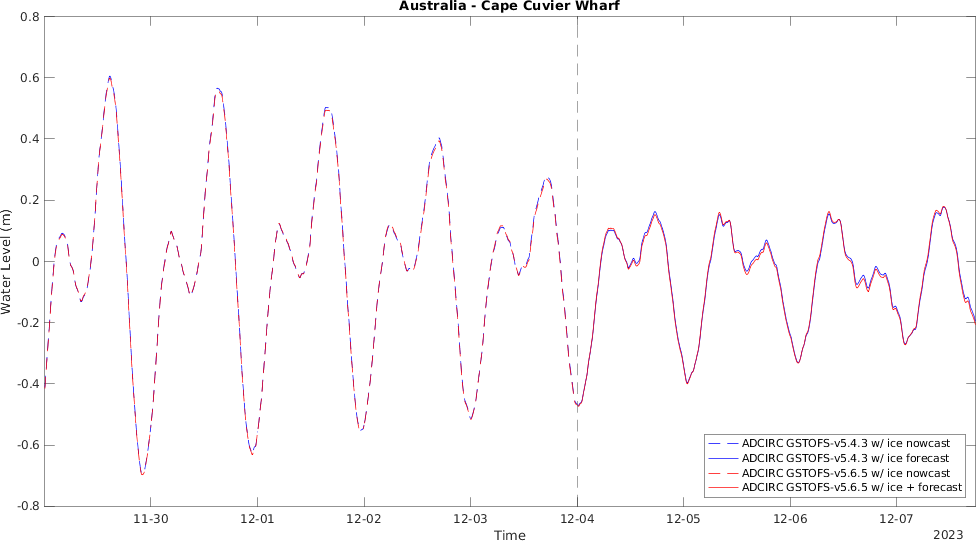 Australia - Cape Cuvier Wharf
0.8
0.6
0.4
0.2
0
-0.2
-0.4
-0.6
-0.8
Water Level (m)
11-30 12-01 12-02 12-03 12-04 12-05 12-06 12-07
Time
2023
ADCIRC GSTOFS-v5.4.3 w/ ice nowcast
ADCIRC GSTOFS-v5.4.3 w/ ice forecast
ADCIRC GSTOFS-v5.6.5 w/ ice nowcast
ADCIRC GSTOFS-v5.6.5 w/ ice + forecast